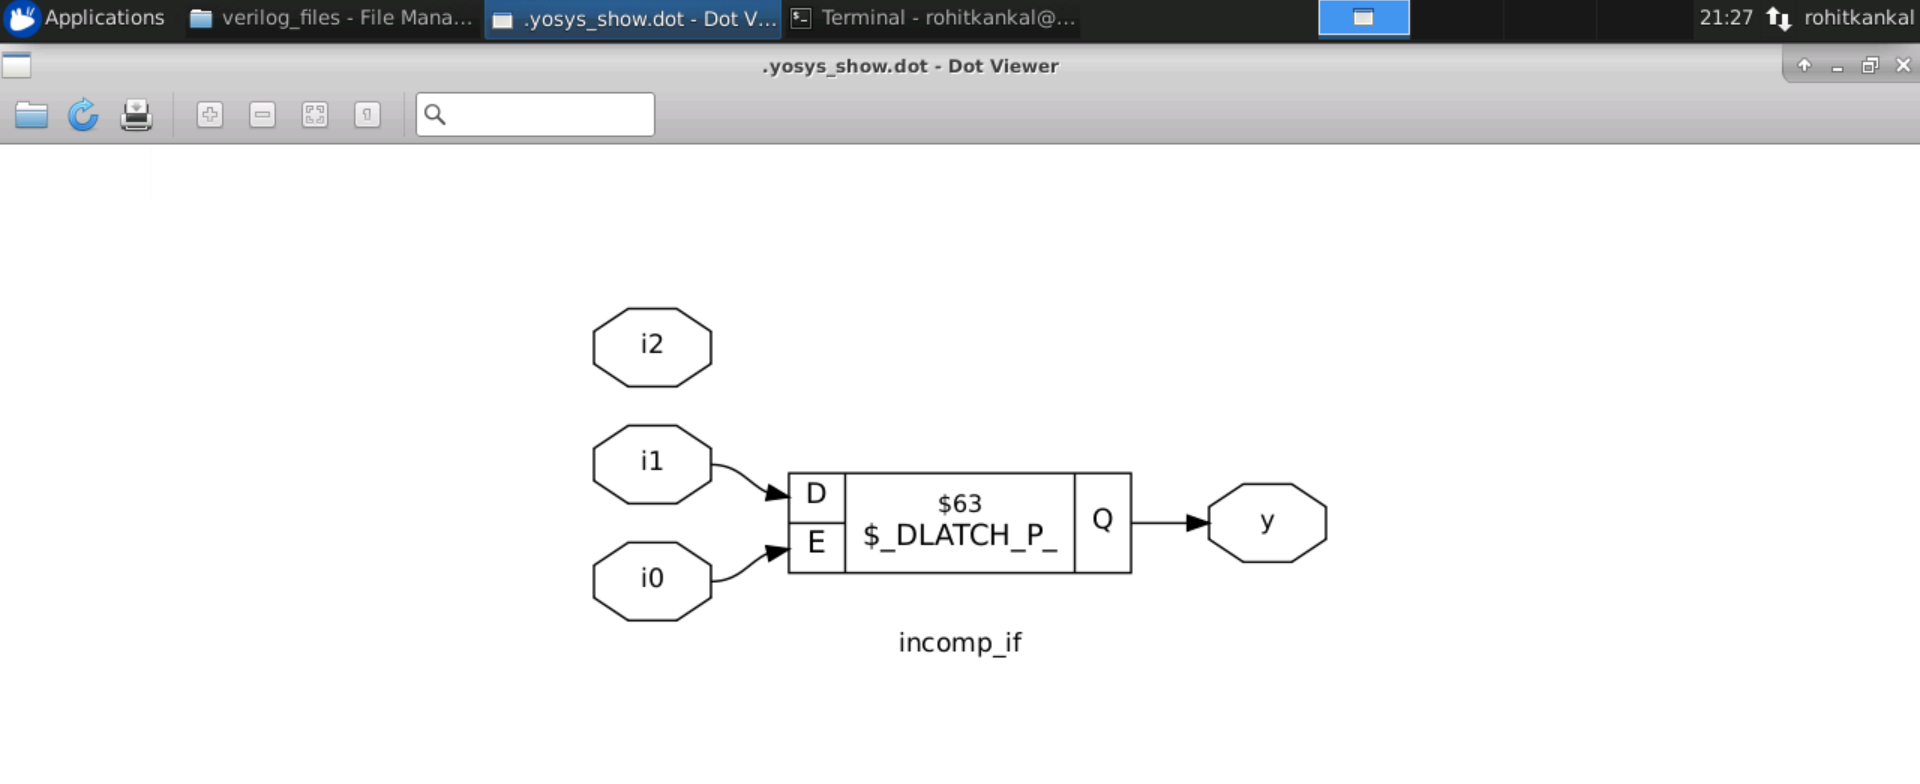 Applications verilog_files - File Mana... .yosys_show.dot - Dot V... Terminal - rohitkankal@... 21:27 rohitkankal
.yosys_show.dot - Dot Viewer
i2
i1
i0
D
E
$63
$_DLATCH_P_
Q
y
incomp_if